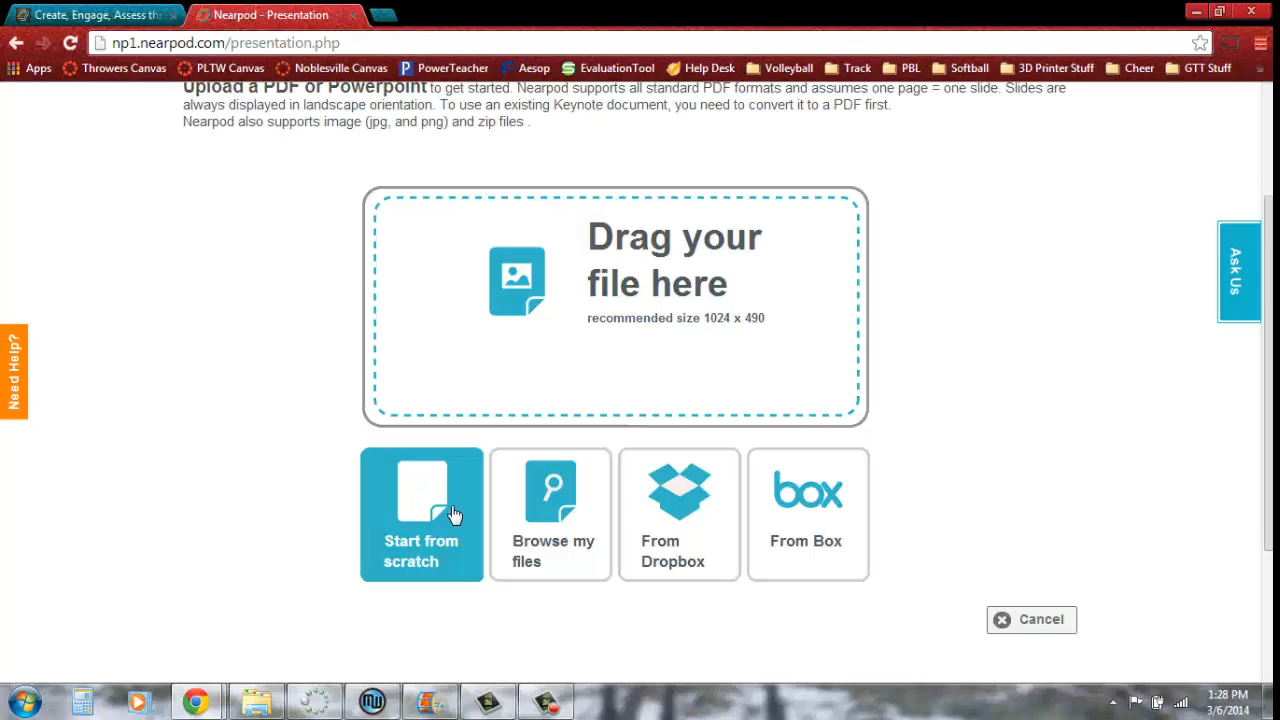 Create, Engage, Assess thr
Nearpod - Presentation
np1.nearpod.com/presentation.php
Apps
Throwers Canvas
PLTW Canvas
Noblesville Canvas
PowerTeacher
Aesop
EvaluationTool
Help Desk
Volleyball
Track
PBL
Softball
3D Printer Stuff
Cheer
GTT Stuff
Upload a PDF or Powerpoint to get started. Nearpod supports all standard PDF formats and assumes one page = one slide. Slides are
always displayed in landscape orientation. To use an existing Keynote document, you need to convert it to a PDF first.
Nearpod also supports image (jpg, and png) and zip files .
Drag your
file here
recommended size 1024 x 490
Ask Us
Need Help?
Start from
scratch
Browse my
files
From
Dropbox
box
From Box
Cancel
1:28 PM
3/6/2014